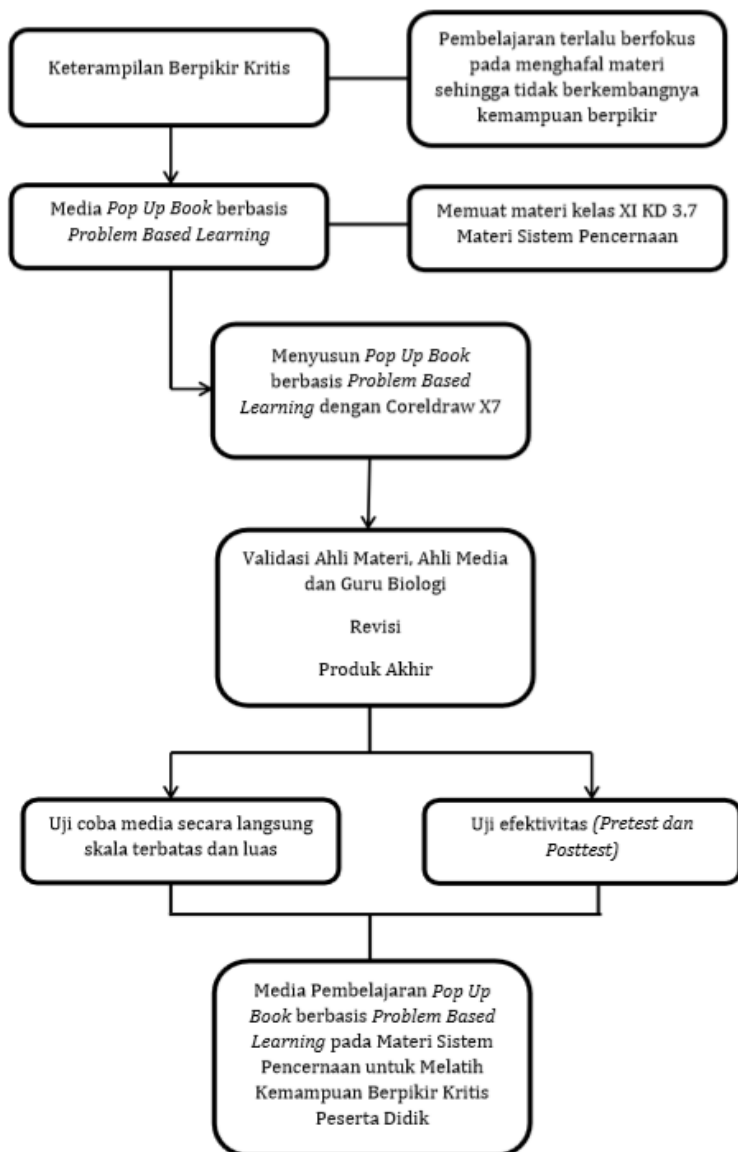 Keterampilan Berpikir Kritis
Pembelajaran terlalu berfokus
pada menghafal materi
sehingga tidak berkembangnya
kemampuan berpikir
Media Pop Up Book berbasis
Problem Based Learning
Memuat materi kelas XI KD 3.7
Materi Sistem Pencernaan
Menyusun Pop Up Book
berbasis Problem Based
Learning dengan Coreldraw X7
Validasi Ahli Materi, Ahli Media
dan Guru Biologi
Revisi
Produk Akhir
Uji coba media secara langsung
skala terbatas dan luas
Uji efektivitas (Pretest dan
Posttest)
Media Pembelajaran Pop Up
Book berbasis Problem Based
Learning pada Materi Sistem
Pencernaan untuk Melatih
Kemampuan Berpikir Kritis
Peserta Didik